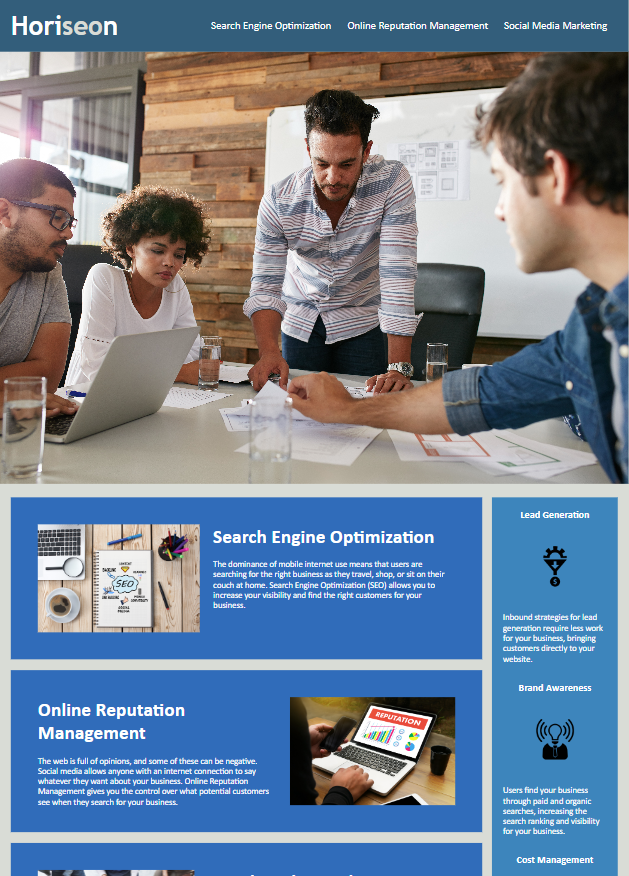 Horiseon
Search Engine Optimization
Online Reputation Management
Social Media Marketing
SEO
Search Engine Optimization
The dominance of mobile internet use means that users are
searching for the right business as they travel, shop, or sit on their
couch at home. Search Engine Optimization (SEO) allows you to
increase your visibility and find the right customers for your
business.
Online Reputation
Management
The web is full of opinions, and some of these can be negative.
Social media allows anyone with an internet connection to say
whatever they want about your business. Online Reputation
Management gives you the control over what potential customers
see when they search for your business.
REPUTATION
Lead Generation
Inbound strategies for lead
generation require less work
for your business, bringing
customers directly to your
website.
Brand Awareness
Users find your business
through paid and organic
searches, increasing the
search ranking and visibility
for your business.
Cost Management